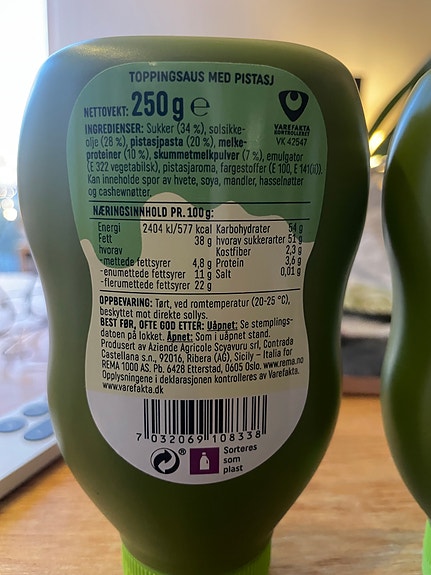 TOPPINGSAUS MED PISTASJ
NETTOVEKT: 250 g e
VAREFAKTA
KONTROLLERET
VK 42547
INGREDIENSER: Sukker (34 %), solsikke-
olje (28 %), pistasjpasta (20 %), melke-
proteiner (10 %), skummetmelkpulver (7 %), emulgator
(E 322 vegetabilsk), pistasjaroma, fargestoffer (E 100, E 141(ii)).
Kan inneholde spor av hvete, soya, mandler, hasselnøtter
og cashewnøtter.
NÆRINGSINNHOLD PR. 100 g:
Energi 2404 kJ/577 kcal
Fett 38 g
hvorav
-mettede fettsyrer 4,8 g
-enumettede fettsyrer 11 g
-flerumettede fettsyrer 22 g
Karbohydrater 54 g
hvorav sukkerarter 51 g
Kostfiber 2,3 g
Protein 3,6 g
Salt 0,01 g
OPPBEVARING: Tørt, ved romtemperatur (20-25 °C),
beskyttet mot direkte sollys.
BEST FØR, OFTE GOD ETTER: Uåpnet: Se stemplings-
datoen på lokket. Åpnet: Som i uåpnet stand.
Produsert av Aziende Agricole Scyavuru srl, Contrada
Castellana s.n., 92016, Ribera (AG), Sicily – Italia for
REMA 1000 AS. Pb. 6428 Etterstad, 0605 Oslo. www.rema.no
Opplysningene i deklarasjonen kontrolleres av Varefakta.
www.varefakta.dk
7 032069 108338
®
Sorteres
som
plast